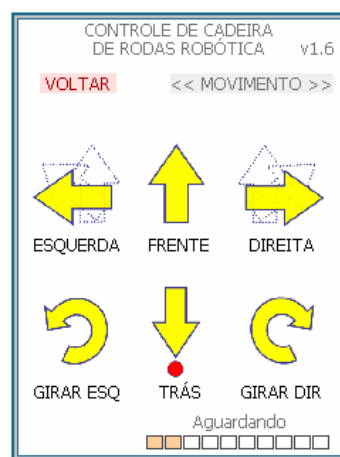 CONTROLE DE CADEIRA
DE RODAS ROBÓTICA v1.6
VOLTAR << MOVIMENTO >>
ESQUERDA FRENTE DIREITA
GIRAR ESQ TRÁS GIRAR DIR
Aguardando